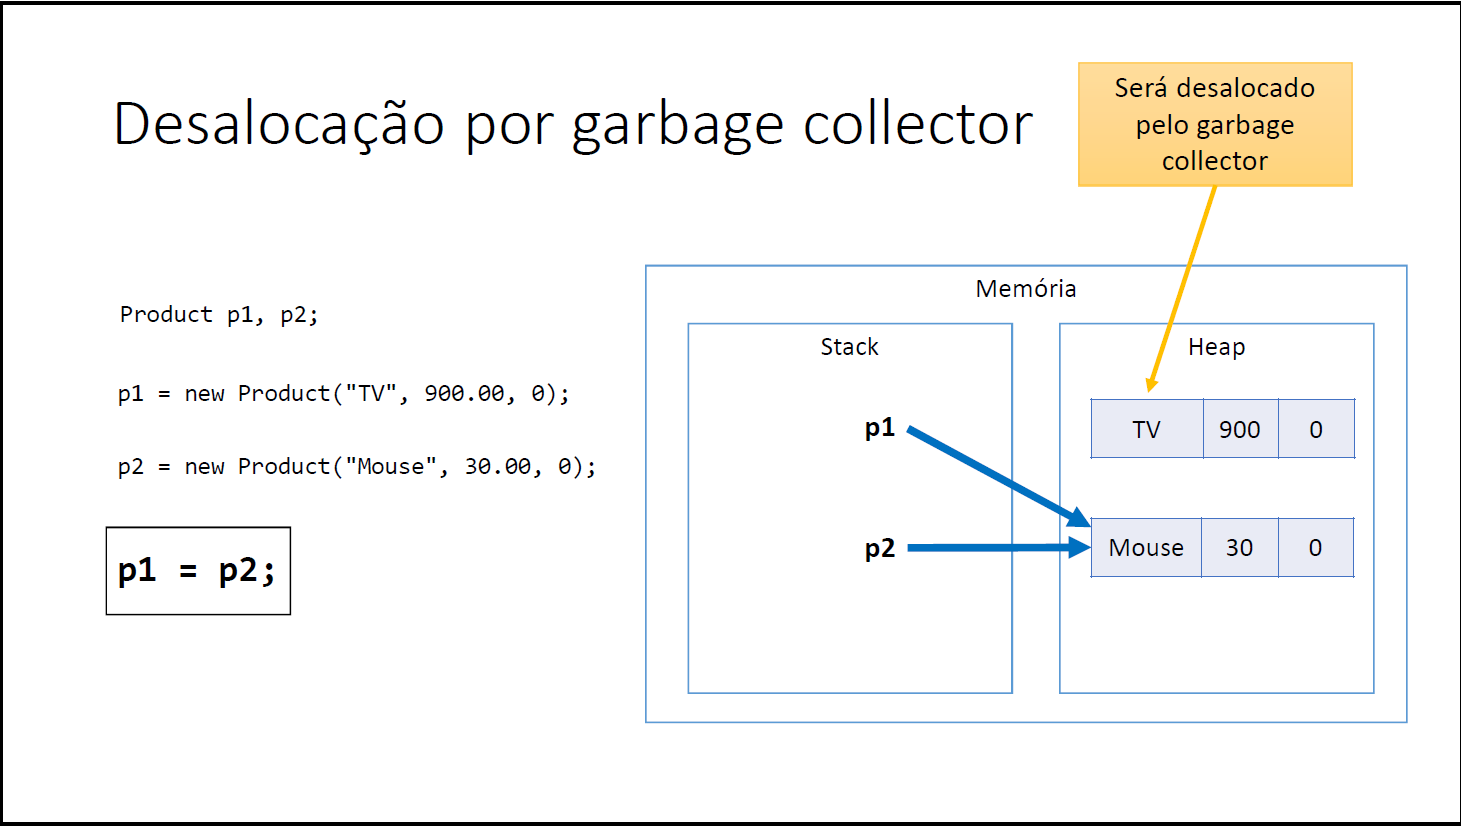 Desalocação por garbage collector
Será desalocado
pelo garbage
collector
Product p1, p2;
p1 = new Product("TV", 900.00, 0);
p2 = new Product("Mouse", 30.00, 0);
p1 = p2;
Memória
Stack
Heap
p1
TV 900 0
p2
Mouse 30 0